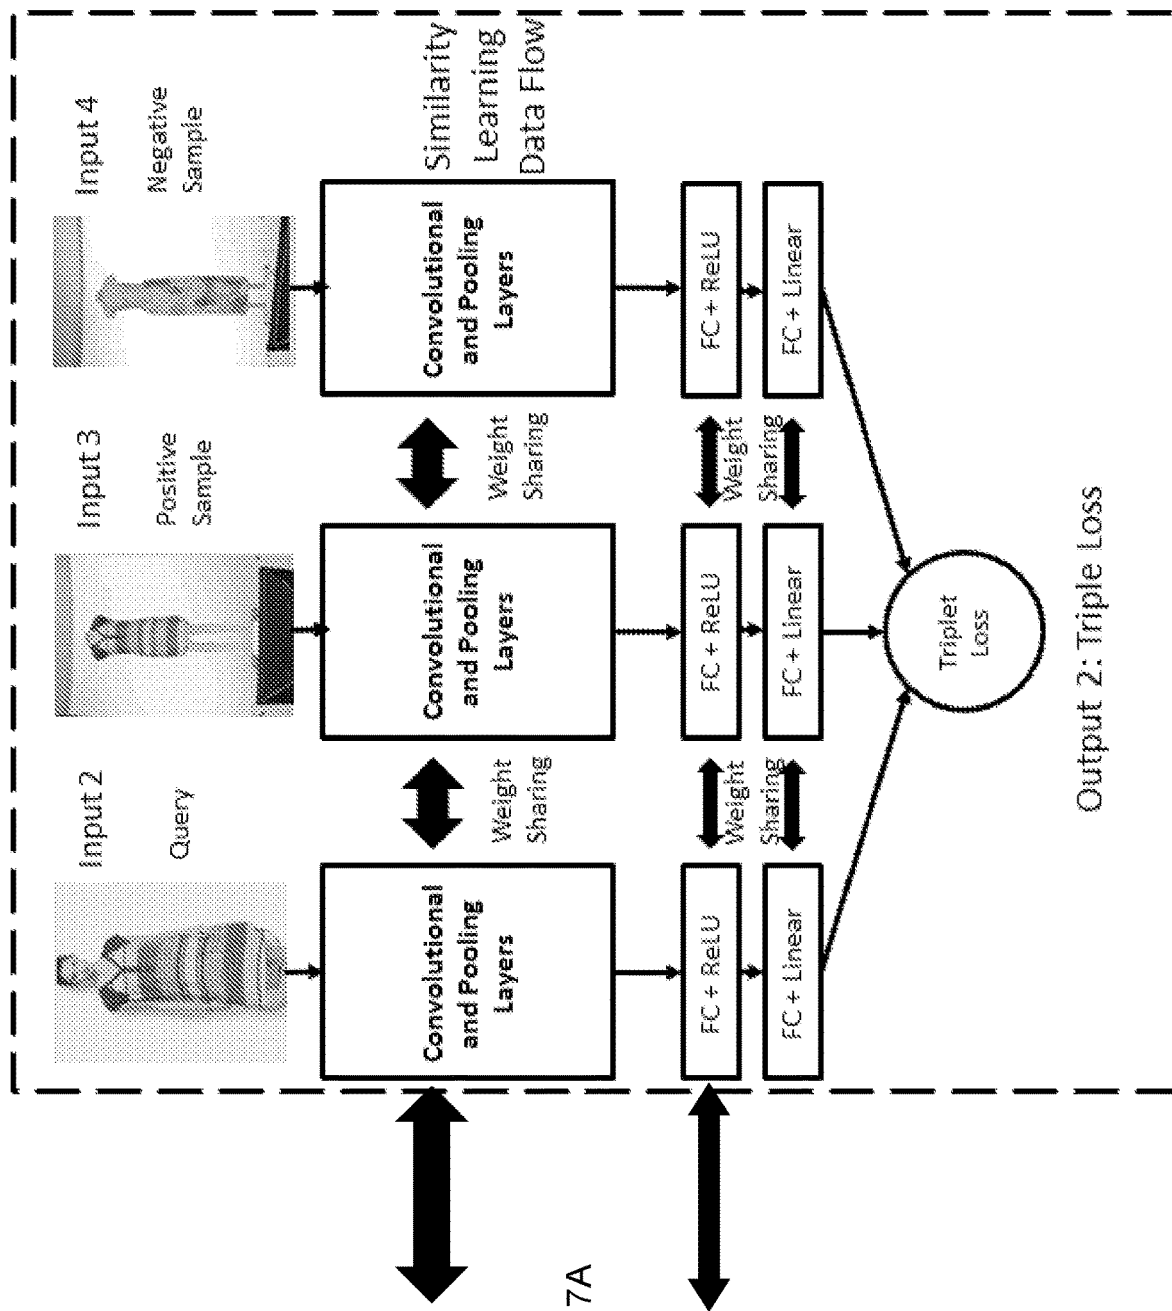 Input 2
Query
Input 3
Positive
Sample
Input 4
Negative
Sample
Convolutional
and Pooling
Layers
Weight
Sharing
Convolutional
and Pooling
Layers
Weight
Sharing
Convolutional
and Pooling
Layers
Similarity
Learning
Data Flow
7A
FC + ReLU
FC + Linear
Weight
Sharing
FC + ReLU
FC + Linear
Weight
Sharing
FC + ReLU
FC + Linear
Triplet
Loss
Output 2: Triple Loss